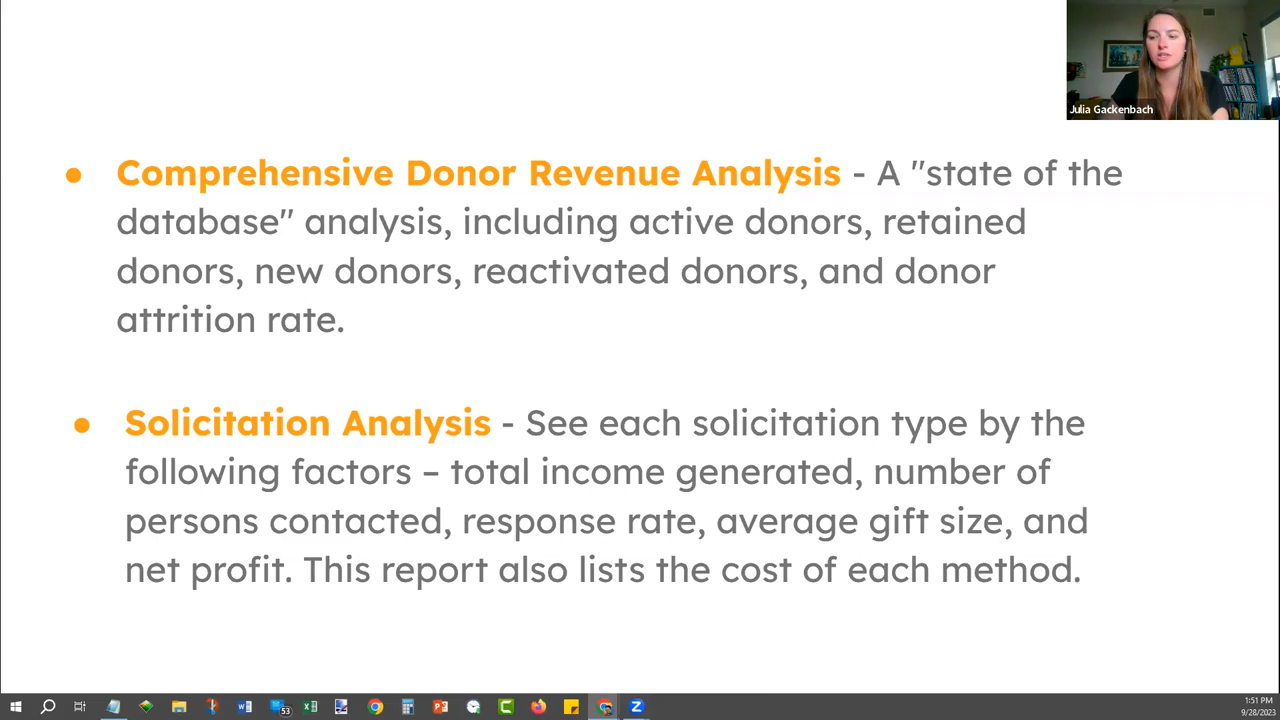 Julia Gackenbach
● Comprehensive Donor Revenue Analysis - A "state of the
database" analysis, including active donors, retained
donors, new donors, reactivated donors, and donor
attrition rate.
● Solicitation Analysis - See each solicitation type by the
following factors – total income generated, number of
persons contacted, response rate, average gift size, and
net profit. This report also lists the cost of each method.
53
1:51 PM
9/28/2023